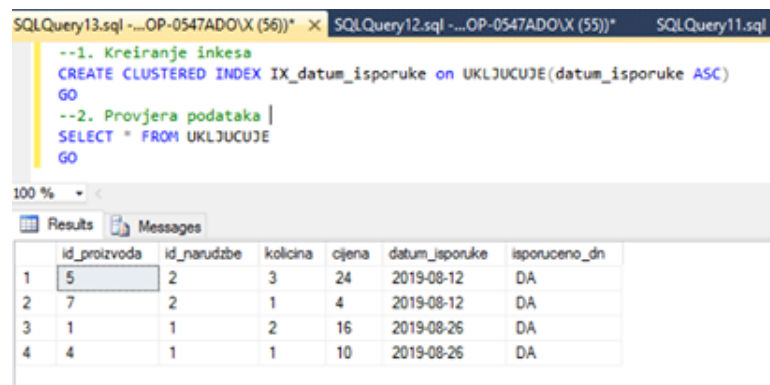 SQLQuery13.sql -...OP-0547ADO\X (56))* × SQLQuery12.sql -...OP-0547ADO\X (55))* SQLQuery11.sql
--1. Kreiranje inkesa
CREATE CLUSTERED INDEX IX_datum_isporuke on UKLJUCUJE(datum_isporuke ASC)
GO
--2. Provjera podataka
SELECT * FROM UKLJUCUJE
GO
100 %
Results Messages
id_proizvoda id_narudzbe kolicina cijena datum_isporuke isporuceno_dn
1 5 2 3 24 2019-08-12 DA
2 7 2 1 4 2019-08-12 DA
3 1 1 2 16 2019-08-26 DA
4 4 1 1 10 2019-08-26 DA